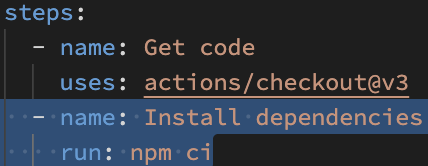 steps:
- name: Get code
uses: actions/checkout@v3
- name: Install dependencies
run: npm ci